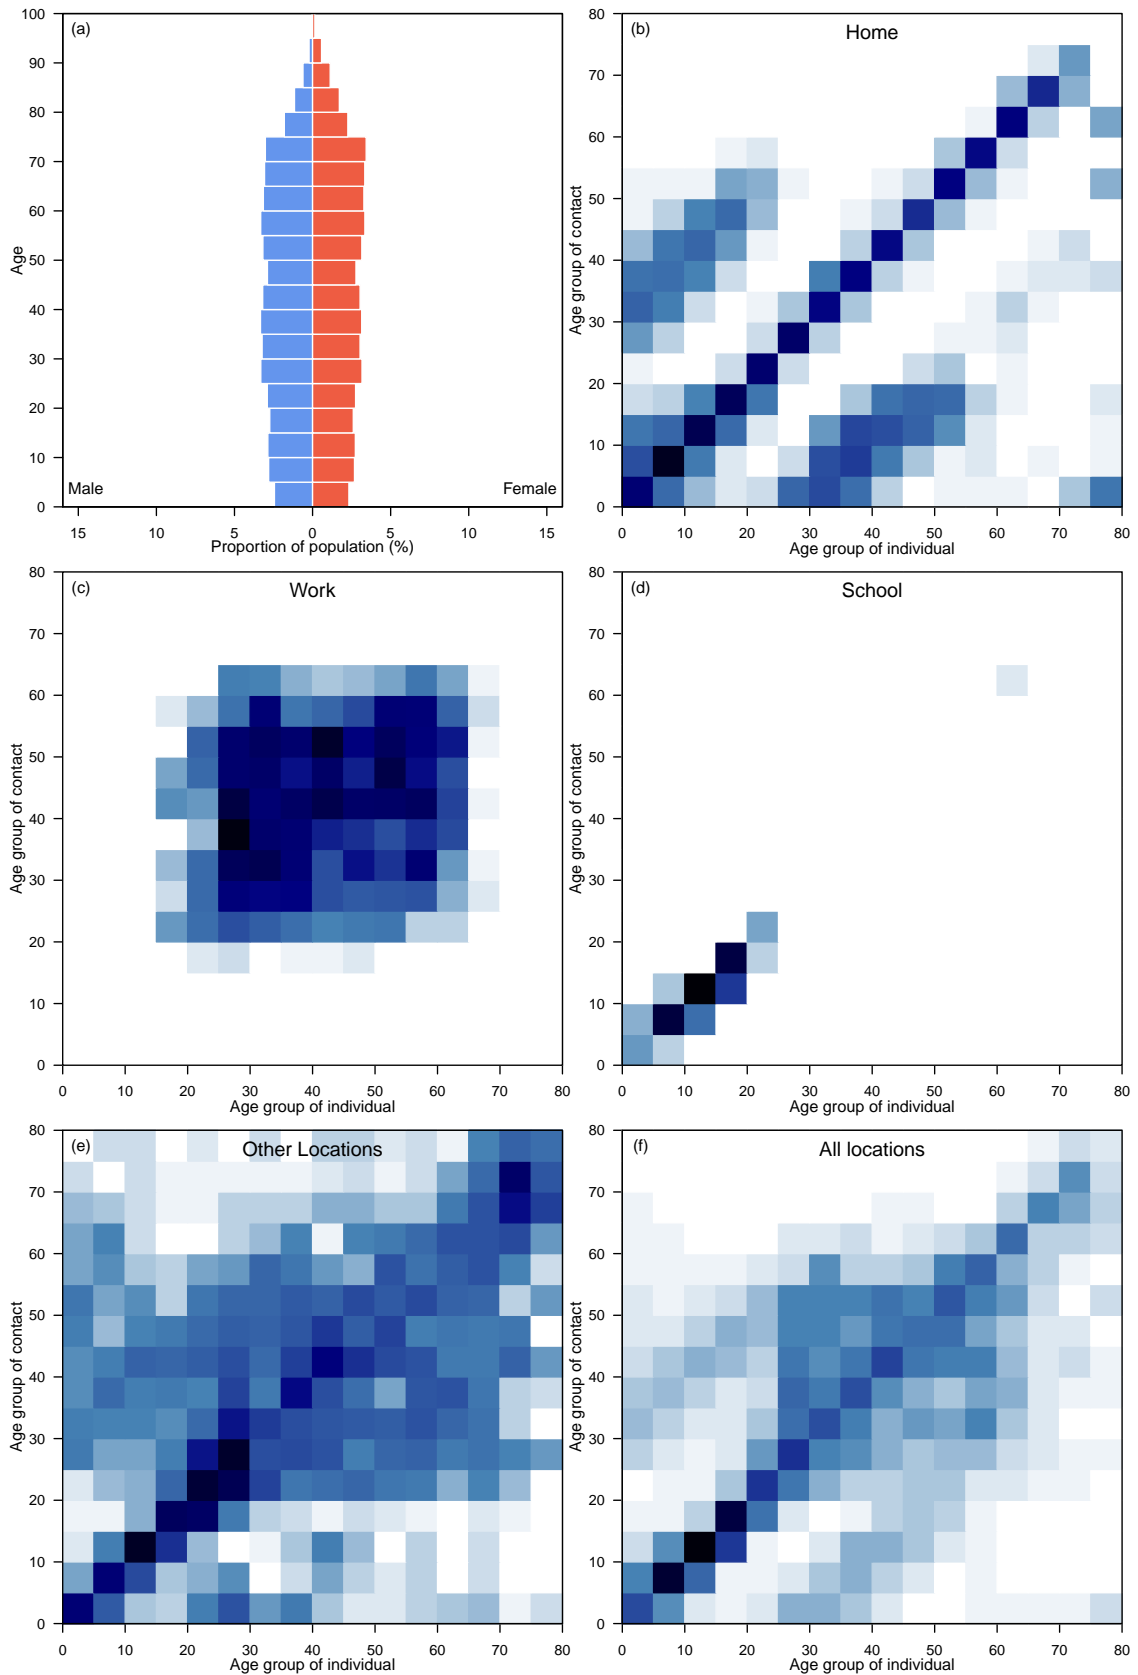 (a)
100
90
80
70
60
50
40
30
20
10
0
Age
Male
Female
15 10 5 0 5 10 15
Proportion of population (%)
(b)
Home
80
70
60
50
40
30
20
10
0
Age group of contact
0 10 20 30 40 50 60 70 80
Age group of individual
(c)
Work
80
70
60
50
40
30
20
10
0
Age group of contact
0 10 20 30 40 50 60 70 80
Age group of individual
(d)
School
80
70
60
50
40
30
20
10
0
Age group of contact
0 10 20 30 40 50 60 70 80
Age group of individual
(e)
Other Locations
80
70
60
50
40
30
20
10
0
Age group of contact
0 10 20 30 40 50 60 70 80
Age group of individual
(f)
All locations
80
70
60
50
40
30
20
10
0
Age group of contact
0 10 20 30 40 50 60 70 80
Age group of individual